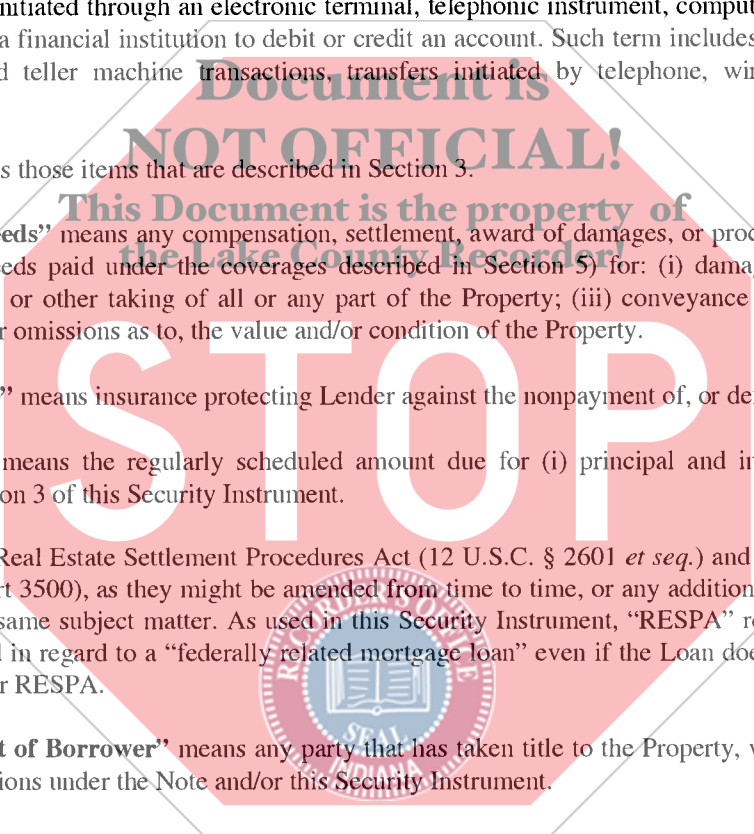 nitiated through an electronic terminal, telephonic instrument, comput
a financial institution to debit or credit an account. Such term includes
d teller machine transactions, transfers initiated by telephone, wir
Document is
NOT OFFICIAL!
s those items that are described in Section 3.
This Document is the property of
eeds” means any compensation, settlement, award of damages, or proc
the Lake County Recorder!
eeds paid under the coverages described in Section 5) for: (i) dama
or other taking of all or any part of the Property; (iii) conveyance
r omissions as to, the value and/or condition of the Property.
STOP
” means insurance protecting Lender against the nonpayment of, or de
means the regularly scheduled amount due for (i) principal and in
on 3 of this Security Instrument.
Real Estate Settlement Procedures Act (12 U.S.C. § 2601 et seq.) and
rt 3500), as they might be amended from time to time, or any addition
same subject matter. As used in this Security Instrument, “RESPA” r
d in regard to a “federally related mortgage loan” even if the Loan doe
r RESPA.
RECORDER'S OFFICE
SEAL
INDIANA
t of Borrower” means any party that has taken title to the Property, w
ions under the Note and/or this Security Instrument.